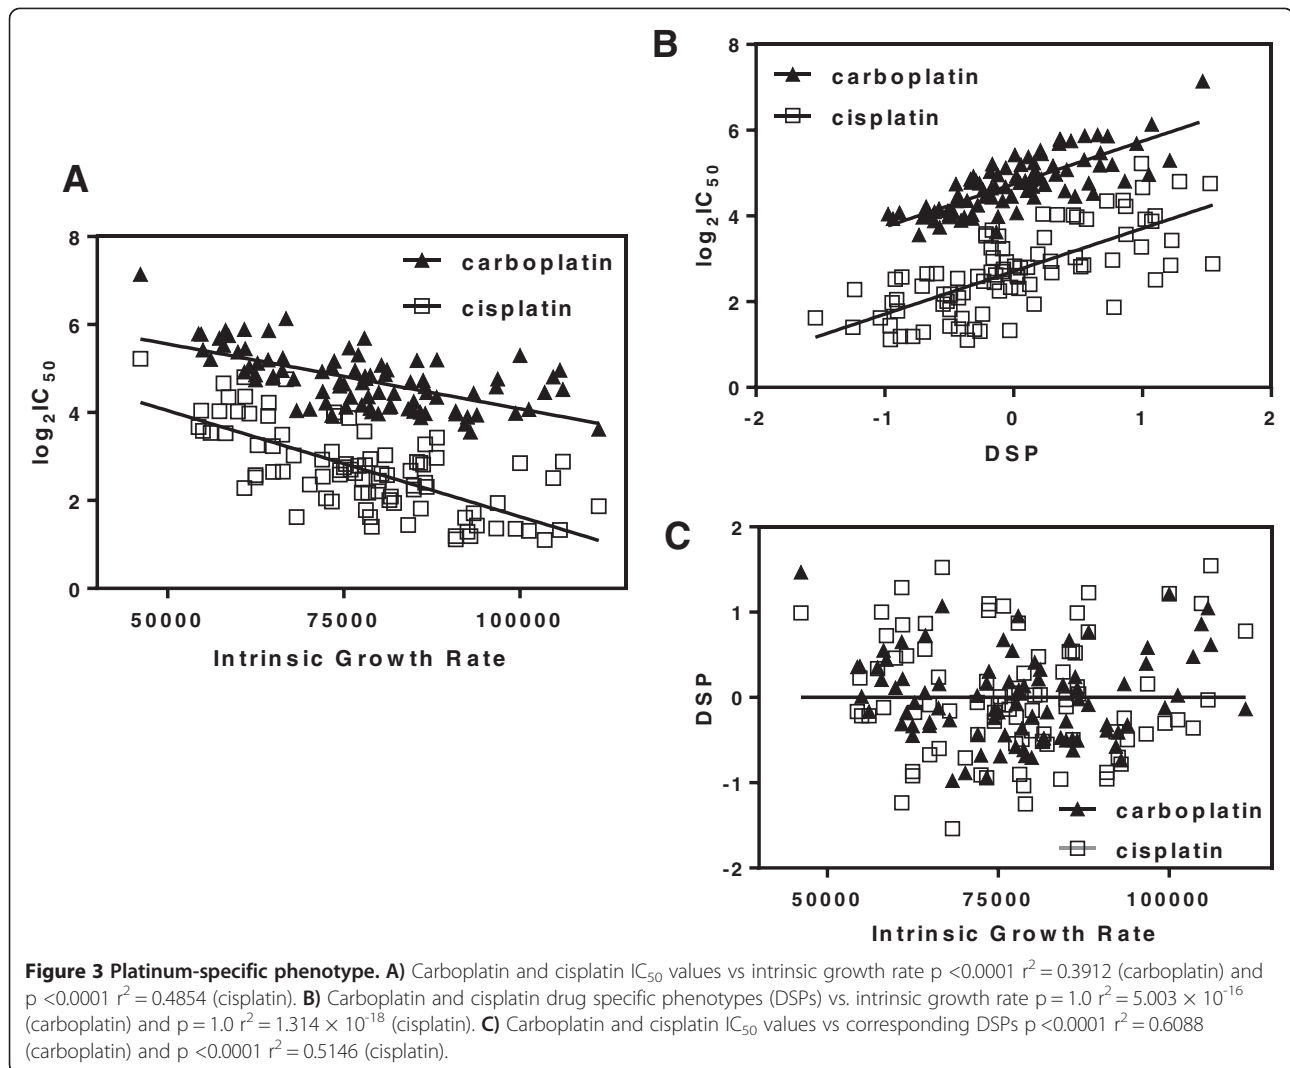 A
8
6
4
2
0
log2IC50
carboplatin
cisplatin
50000 75000 100000
Intrinsic Growth Rate
B
8
6
4
2
0
log2IC50
carboplatin
cisplatin
-2 -1 0 1 2
DSP
C
2
1
0
-1
-2
DSP
carboplatin
cisplatin
50000 75000 100000
Intrinsic Growth Rate
Figure 3 Platinum-specific phenotype. A) Carboplatin and cisplatin IC50 values vs intrinsic growth rate p <0.0001 r² = 0.3912 (carboplatin) and
p <0.0001 r² = 0.4854 (cisplatin). B) Carboplatin and cisplatin drug specific phenotypes (DSPs) vs. intrinsic growth rate p = 1.0 r² = 5.003 × 10⁻¹⁶
(carboplatin) and p = 1.0 r² = 1.314 × 10⁻¹⁸ (cisplatin). C) Carboplatin and cisplatin IC50 values vs corresponding DSPs p <0.0001 r² = 0.6088
(carboplatin) and p <0.0001 r² = 0.5146 (cisplatin).